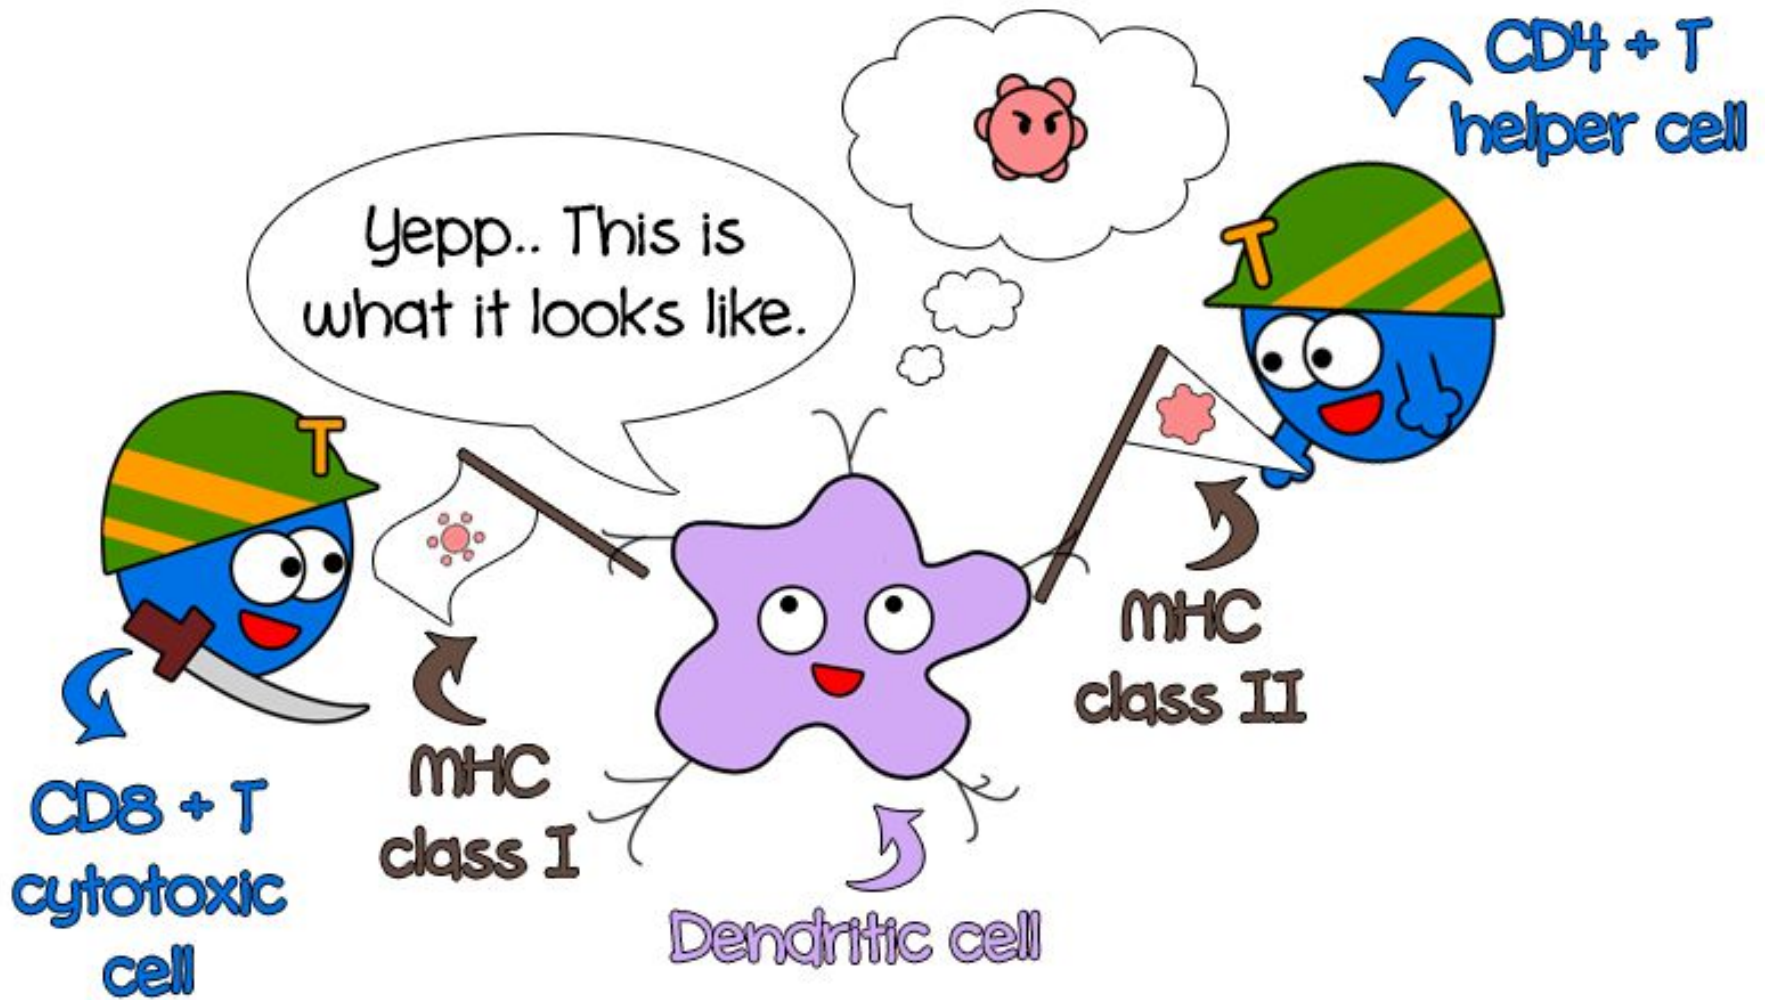 CD4 + T
helper cell
Yepp.. This is
what it looks like.
T
T
MHC
class II
MHC
class I
CD8 + T
cytotoxic
cell
Dendritic cell